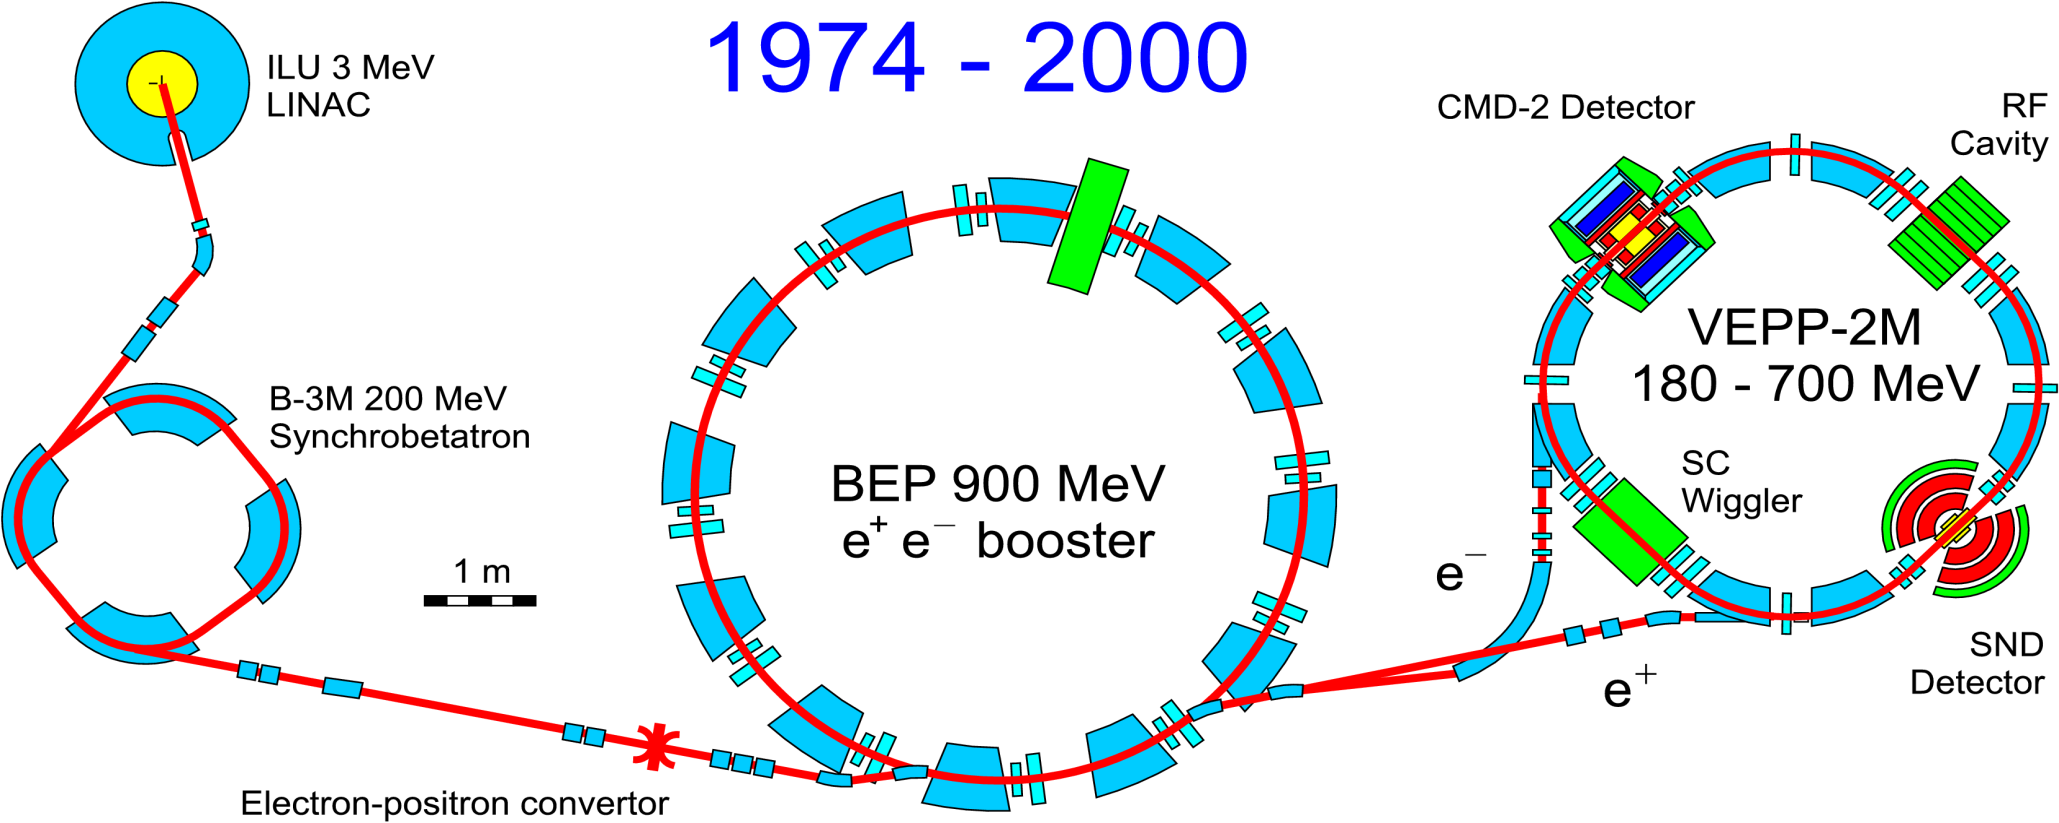 1974 - 2000
ILU 3 MeV
LINAC
CMD-2 Detector
RF
Cavity
VEPP-2M
180 - 700 MeV
B-3M 200 MeV
Synchrobetatron
SC
Wiggler
BEP 900 MeV
e⁺ e⁻ booster
1 m
e⁻
e⁺
SND
Detector
Electron-positron convertor